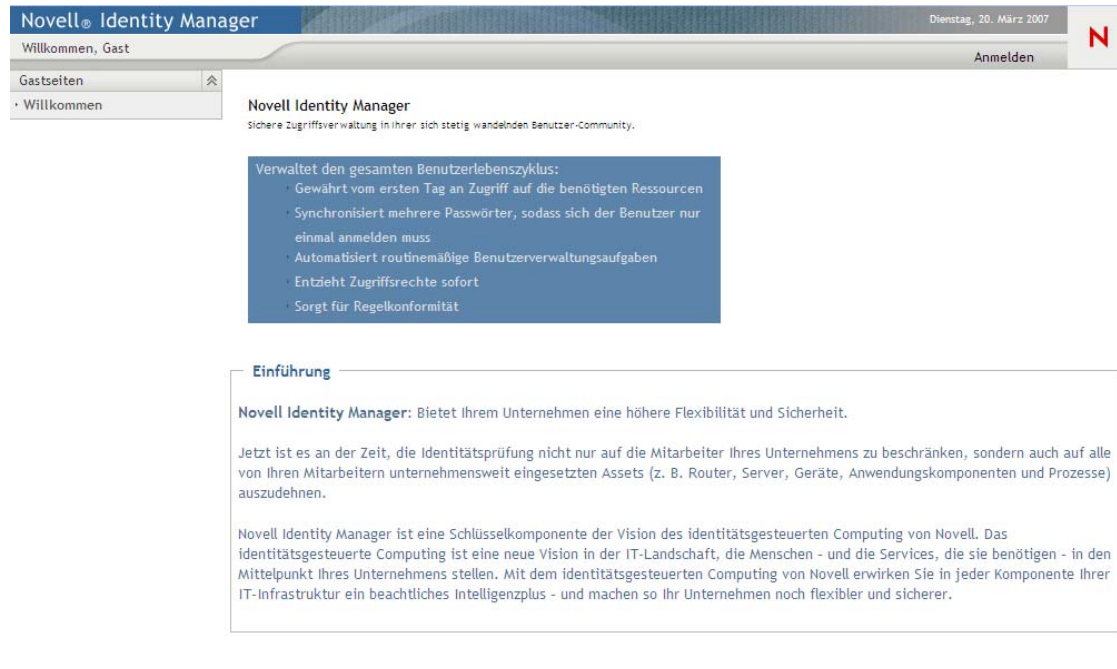 Novell® Identity Manager
Dienstag, 20. März 2007
N
Willkommen, Gast
Anmelden
Gastseiten
Willkommen
Novell Identity Manager
Sichere Zugriffsverwaltung in Ihrer sich stetig wandelnden Benutzer-Community.
Verwaltet den gesamten Benutzerlebenszyklus:
· Gewährt vom ersten Tag an Zugriff auf die benötigten Ressourcen
· Synchronisiert mehrere Passwörter, sodass sich der Benutzer nur
einmal anmelden muss
· Automatisiert routinemäßige Benutzerverwaltungsaufgaben
· Entzieht Zugriffsrechte sofort
· Sorgt für Regelkonformität
Einführung
Novell Identity Manager: Bietet Ihrem Unternehmen eine höhere Flexibilität und Sicherheit.
Jetzt ist es an der Zeit, die Identitätsprüfung nicht nur auf die Mitarbeiter Ihres Unternehmens zu beschränken, sondern auch auf alle
von Ihren Mitarbeitern unternehmensweit eingesetzten Assets (z. B. Router, Server, Geräte, Anwendungskomponenten und Prozesse)
auszudehnen.
Novell Identity Manager ist eine Schlüsselkomponente der Vision des identitätsgesteuerten Computing von Novell. Das
identitätsgesteuerte Computing ist eine neue Vision in der IT-Landschaft, die Menschen - und die Services, die sie benötigen - in den
Mittelpunkt Ihres Unternehmens stellen. Mit dem identitätsgesteuerten Computing von Novell erwirken Sie in jeder Komponente Ihrer
IT-Infrastruktur ein beachtliches Intelligenzplus - und machen so Ihr Unternehmen noch flexibler und sicherer.